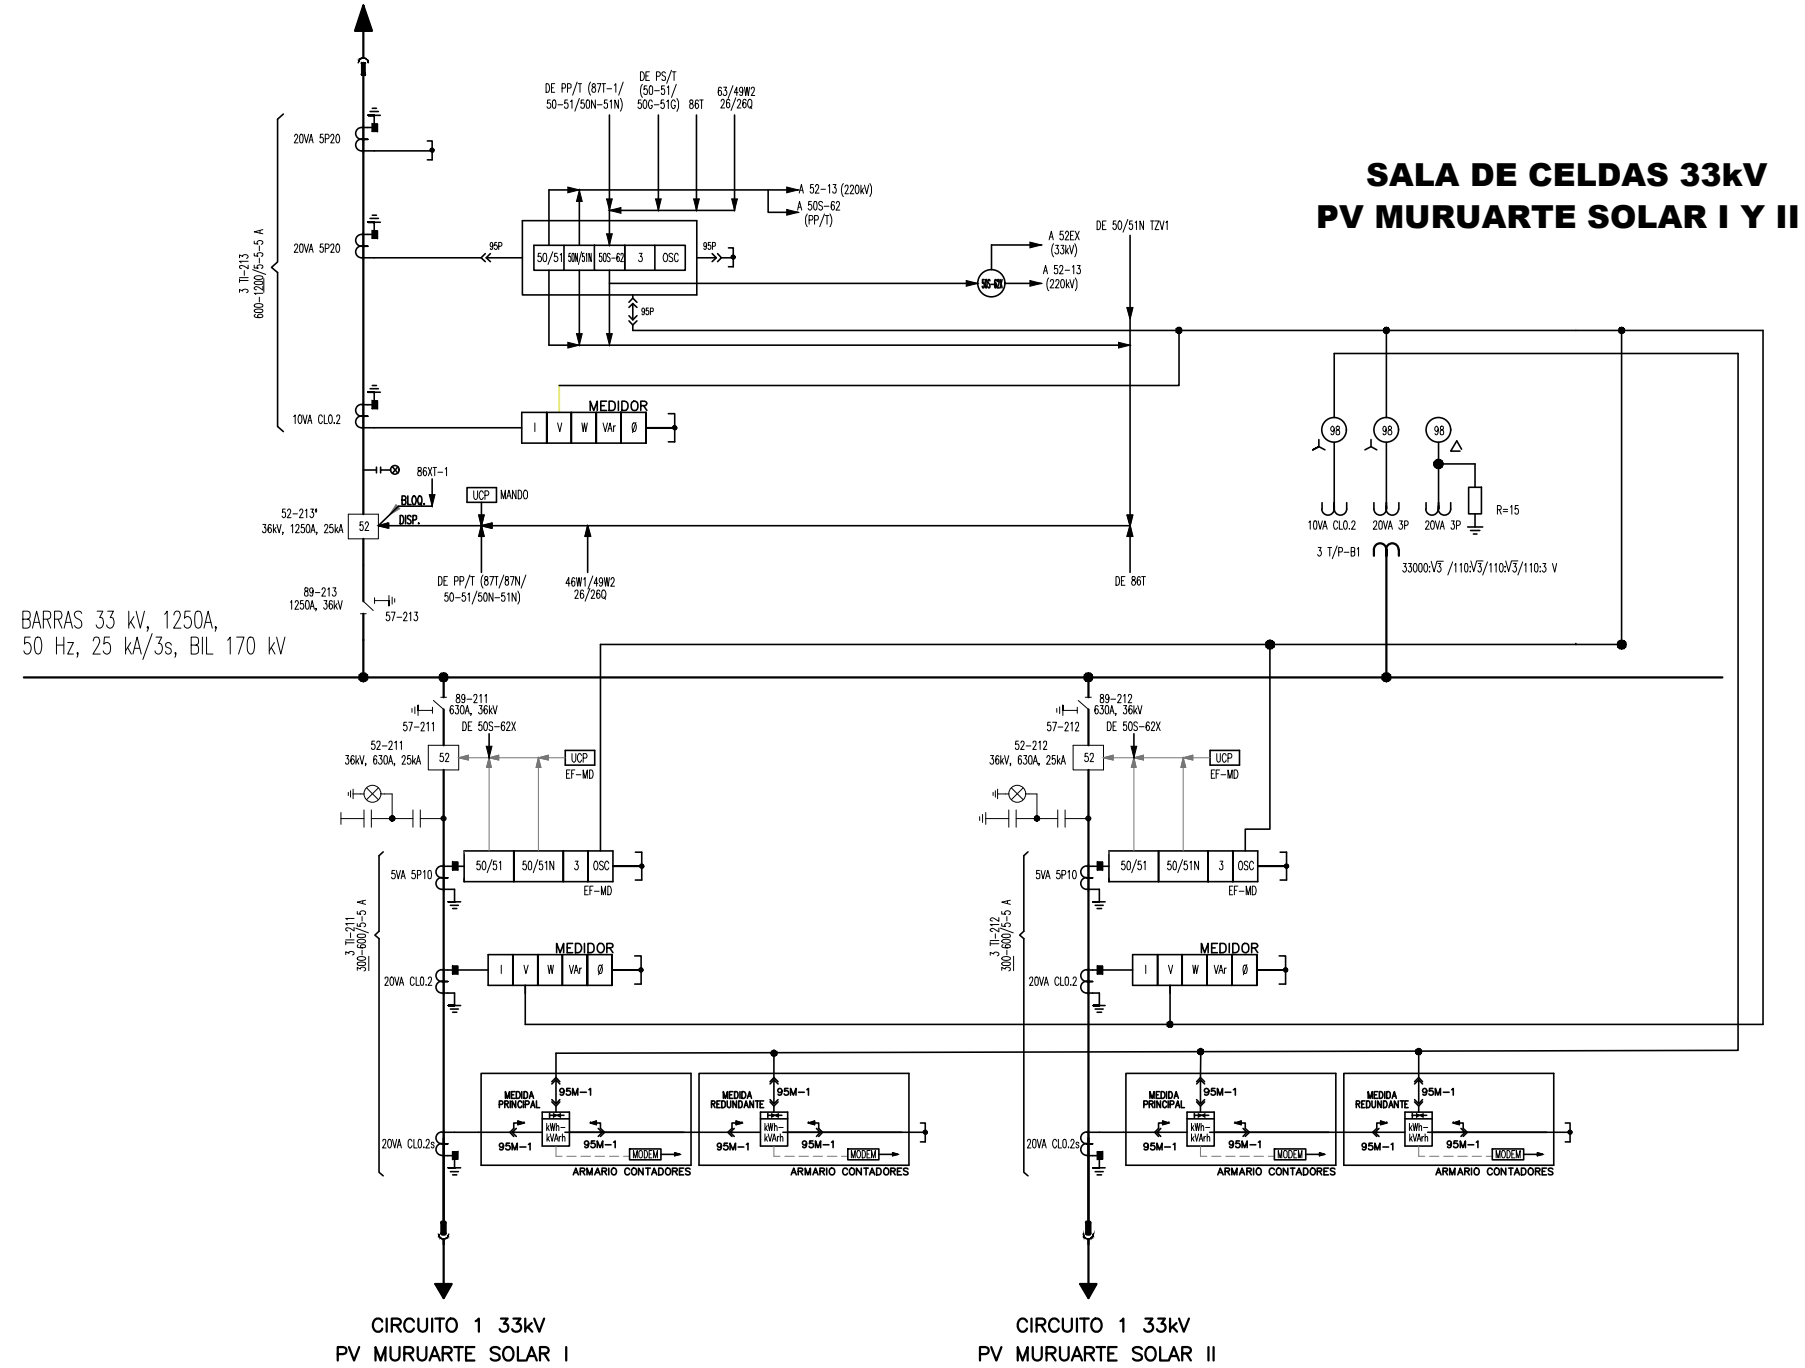 SALA DE CELDAS 33kV
PV MURUARTE SOLAR I Y II
DE PP/T (87T-1/
50-51/50N-51N)
DE PS/T
(50-51/
50G-51G)
86T
63/49W2
26/26Q
20VA 5P20
A 52-13 (220kV)
A 50S-62
(PP/T)
3 TI-213
600-1200/5-5-5 A
20VA 5P20
95P
50/51
50N/51N
50S-62
3
OSC
95P
95P
50S-62X
A 52EX
(33kV)
A 52-13
(220kV)
DE 50/51N TZV1
10VA CL0.2
MEDIDOR
I
V
W
VAr
Ø
98
98
98
10VA CL0.2
20VA 3P
20VA 3P
R=15
3 T/P-B1
33000:√3 /110:√3/110:√3/110:3 V
86XT-1
BLOQ.
DISP.
UCP
MANDO
52-213*
36kV, 1250A, 25kA
52
DE PP/T (87T/87N/
50-51/50N-51N)
46W1/49W2
26/26Q
DE 86T
89-213
1250A, 36kV
57-213
BARRAS 33 kV, 1250A,
50 Hz, 25 kA/3s, BIL 170 kV
89-211
630A, 36kV
57-211
DE 50S-62X
52-211
36kV, 630A, 25kA
52
UCP
EF-MD
89-212
630A, 36kV
57-212
DE 50S-62X
52-212
36kV, 630A, 25kA
52
UCP
EF-MD
5VA 5P10
50/51
50/51N
3
OSC
EF-MD
5VA 5P10
50/51
50/51N
3
OSC
EF-MD
3 TI-211
300-600/5-5 A
3 TI-212
300-600/5-5 A
20VA CL0.2
MEDIDOR
I
V
W
VAr
Ø
20VA CL0.2
MEDIDOR
I
V
W
VAr
Ø
20VA CL0.2s
MEDIDA
PRINCIPAL
95M-1
kWh-
kVArh
95M-1
95M-1
MODEM
ARMARIO CONTADORES
MEDIDA
REDUNDANTE
95M-1
kWh-
kVArh
95M-1
95M-1
MODEM
ARMARIO CONTADORES
20VA CL0.2s
MEDIDA
PRINCIPAL
95M-1
kWh-
kVArh
95M-1
95M-1
MODEM
ARMARIO CONTADORES
MEDIDA
REDUNDANTE
95M-1
kWh-
kVArh
95M-1
95M-1
MODEM
ARMARIO CONTADORES
CIRCUITO 1 33kV
PV MURUARTE SOLAR I
CIRCUITO 1 33kV
PV MURUARTE SOLAR II